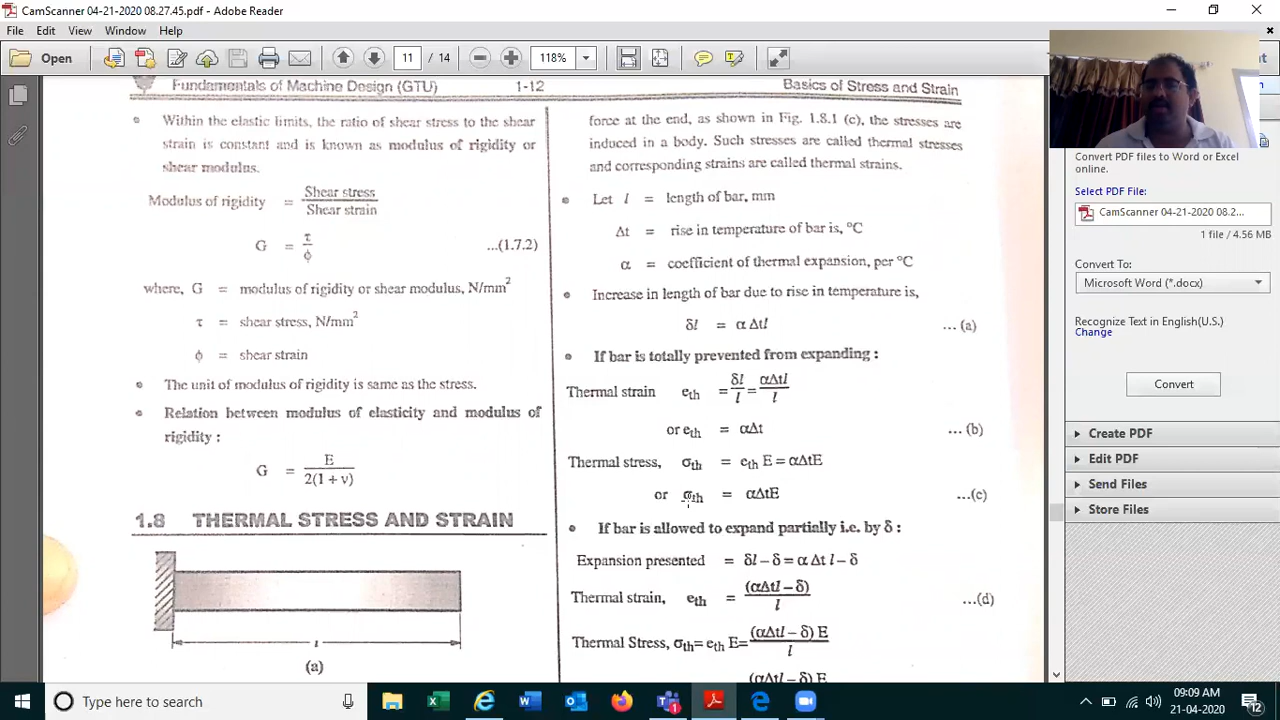 CamScanner 04-21-2020 08.27.45.pdf - Adobe Reader
File Edit View Window Help
Open 11 / 14 118%
Fundamentals of Machine Design (GTU) 1-12 Basics of Stress and Strain
Within the elastic limits, the ratio of shear stress to the shear
strain is constant and is known as modulus of rigidity or
shear modulus.
Modulus of rigidity = Shear stress / Shear strain
G = τ / φ ...(1.7.2)
where, G = modulus of rigidity or shear modulus, N/mm²
τ = shear stress, N/mm²
φ = shear strain
The unit of modulus of rigidity is same as the stress.
Relation between modulus of elasticity and modulus of
rigidity :
G = E / 2(1 + v)
1.8 THERMAL STRESS AND STRAIN
l
(a)
force at the end, as shown in Fig. 1.8.1 (c), the stresses are
induced in a body. Such stresses are called thermal stresses
and corresponding strains are called thermal strains.
Let l = length of bar, mm
Δt = rise in temperature of bar is, °C
α = coefficient of thermal expansion, per °C
Increase in length of bar due to rise in temperature is,
δl = α Δtl ... (a)
If bar is totally prevented from expanding :
Thermal strain eth = δl / l = αΔtl / l
or eth = αΔt ... (b)
Thermal stress, σth = eth E = αΔtE
or σth = αΔtE ...(c)
If bar is allowed to expand partially i.e. by δ :
Expansion presented = δl – δ = α Δt l – δ
Thermal strain, eth = (αΔtl – δ) / l ...(d)
Thermal Stress, σth= eth E= (αΔtl – δ) E / l
(αΔtl – δ) E
Convert PDF files to Word or Excel
online.
Select PDF File:
CamScanner 04-21-2020 08.2...
1 file / 4.56 MB
Convert To:
Microsoft Word (*.docx)
Recognize Text in English(U.S.)
Change
Convert
Create PDF
Edit PDF
Send Files
Store Files
Type here to search
09:09 AM
21-04-2020
12